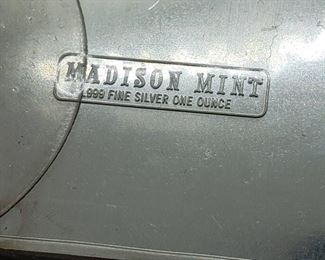 MADISON MINT
.999 FINE SILVER ONE OUNCE